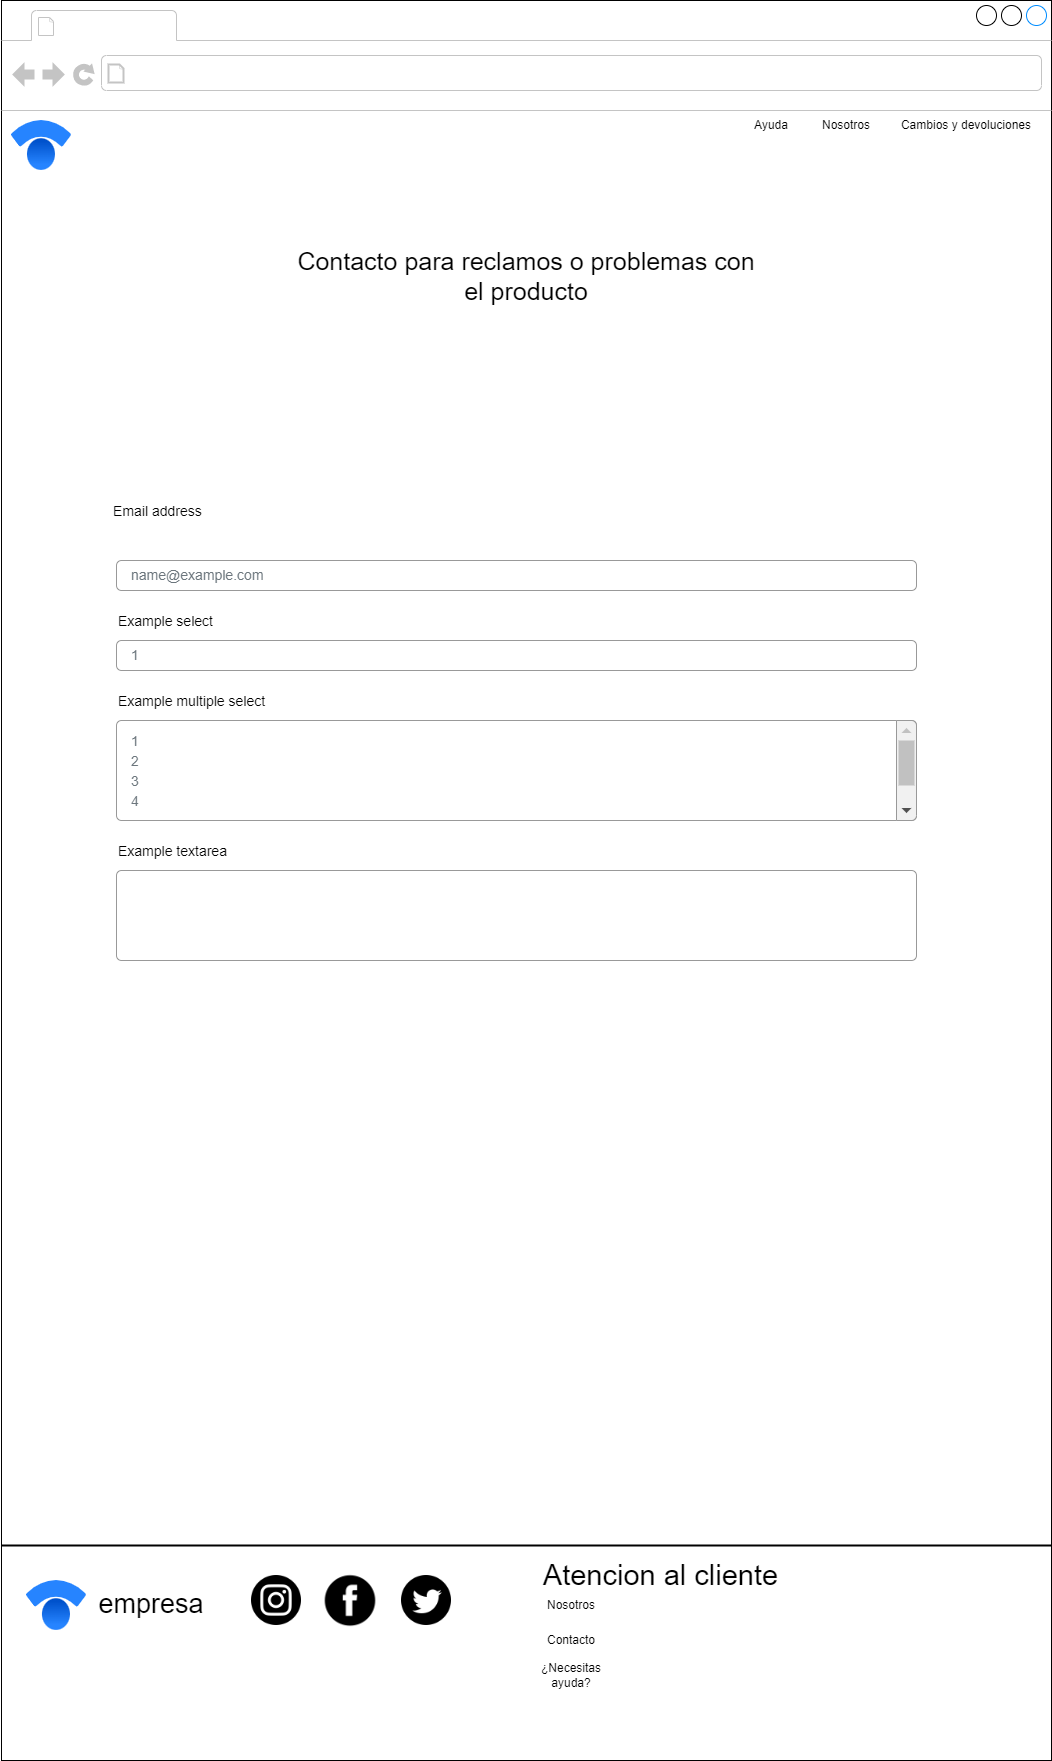 Ayuda Nosotros Cambios y devoluciones
Contacto para reclamos o problemas con
el producto
Email address
name@example.com
Example select
1
Example multiple select
1
2
3
4
Example textarea
empresa
Atencion al cliente
Nosotros
Contacto
¿Necesitas
ayuda?